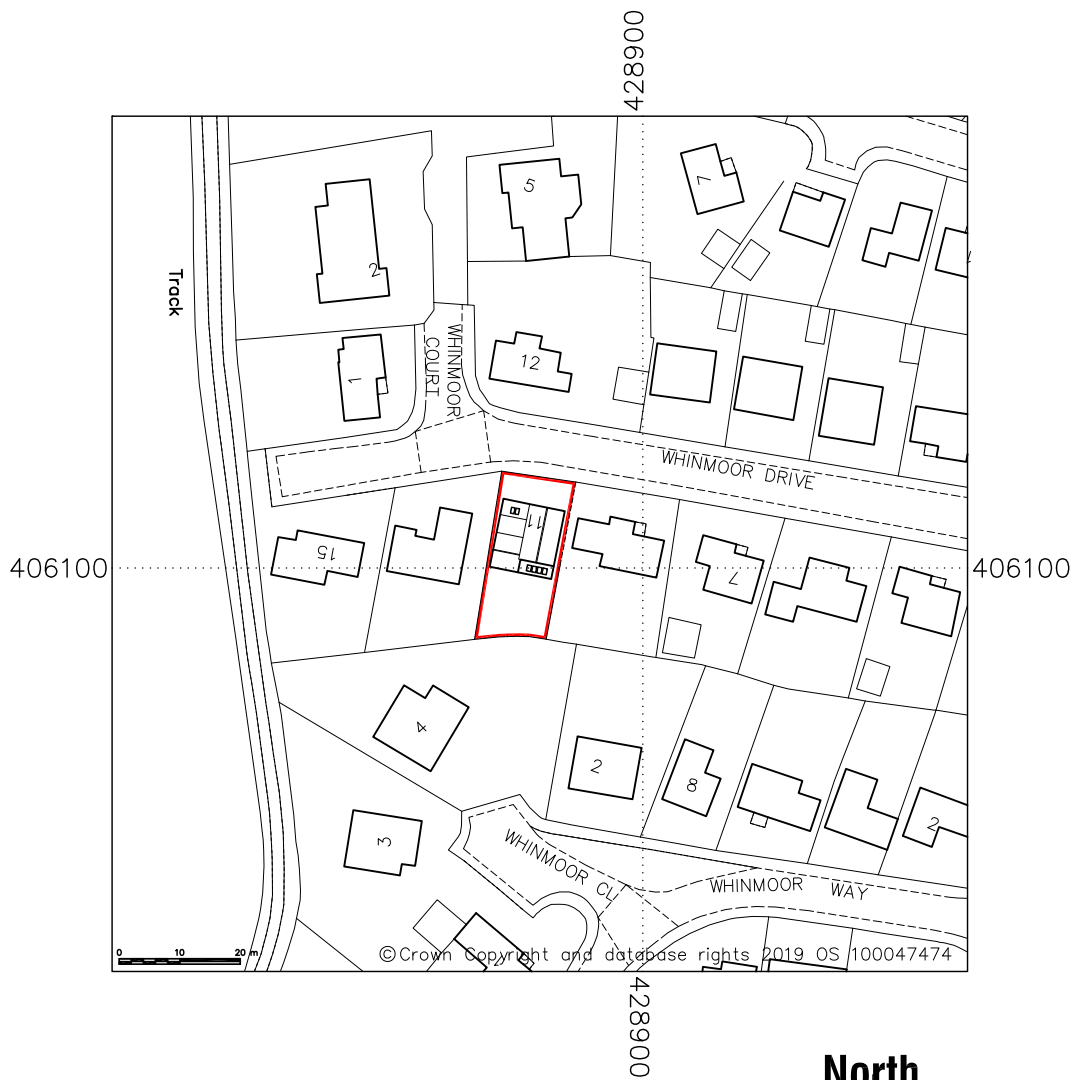 428900
5
7
2
Track
WHINMOOR
COURT
12
1
WHINMOOR DRIVE
11
15
406100
406100
7
4
2
8
2
3
WHINMOOR CL
WHINMOOR WAY
0 10 20 m
©Crown Copyright and database rights 2019 OS 100047474
428900
North